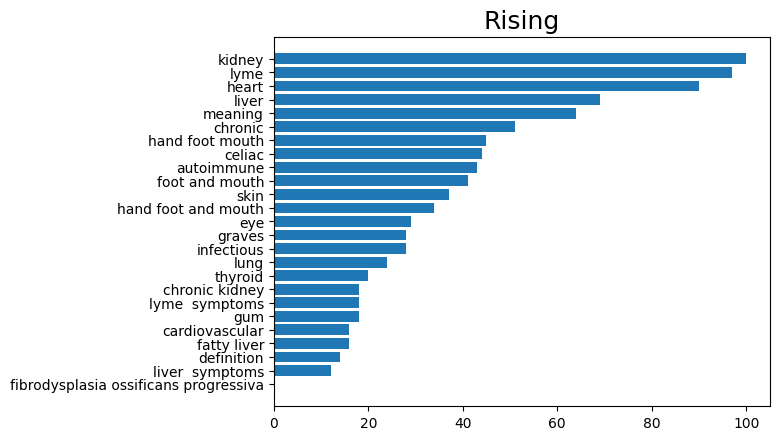 Rising
kidney
lyme
heart
liver
meaning
chronic
hand foot mouth
celiac
autoimmune
foot and mouth
skin
hand foot and mouth
eye
graves
infectious
lung
thyroid
chronic kidney
lyme  symptoms
gum
cardiovascular
fatty liver
definition
liver  symptoms
fibrodysplasia ossificans progressiva
0 20 40 60 80 100